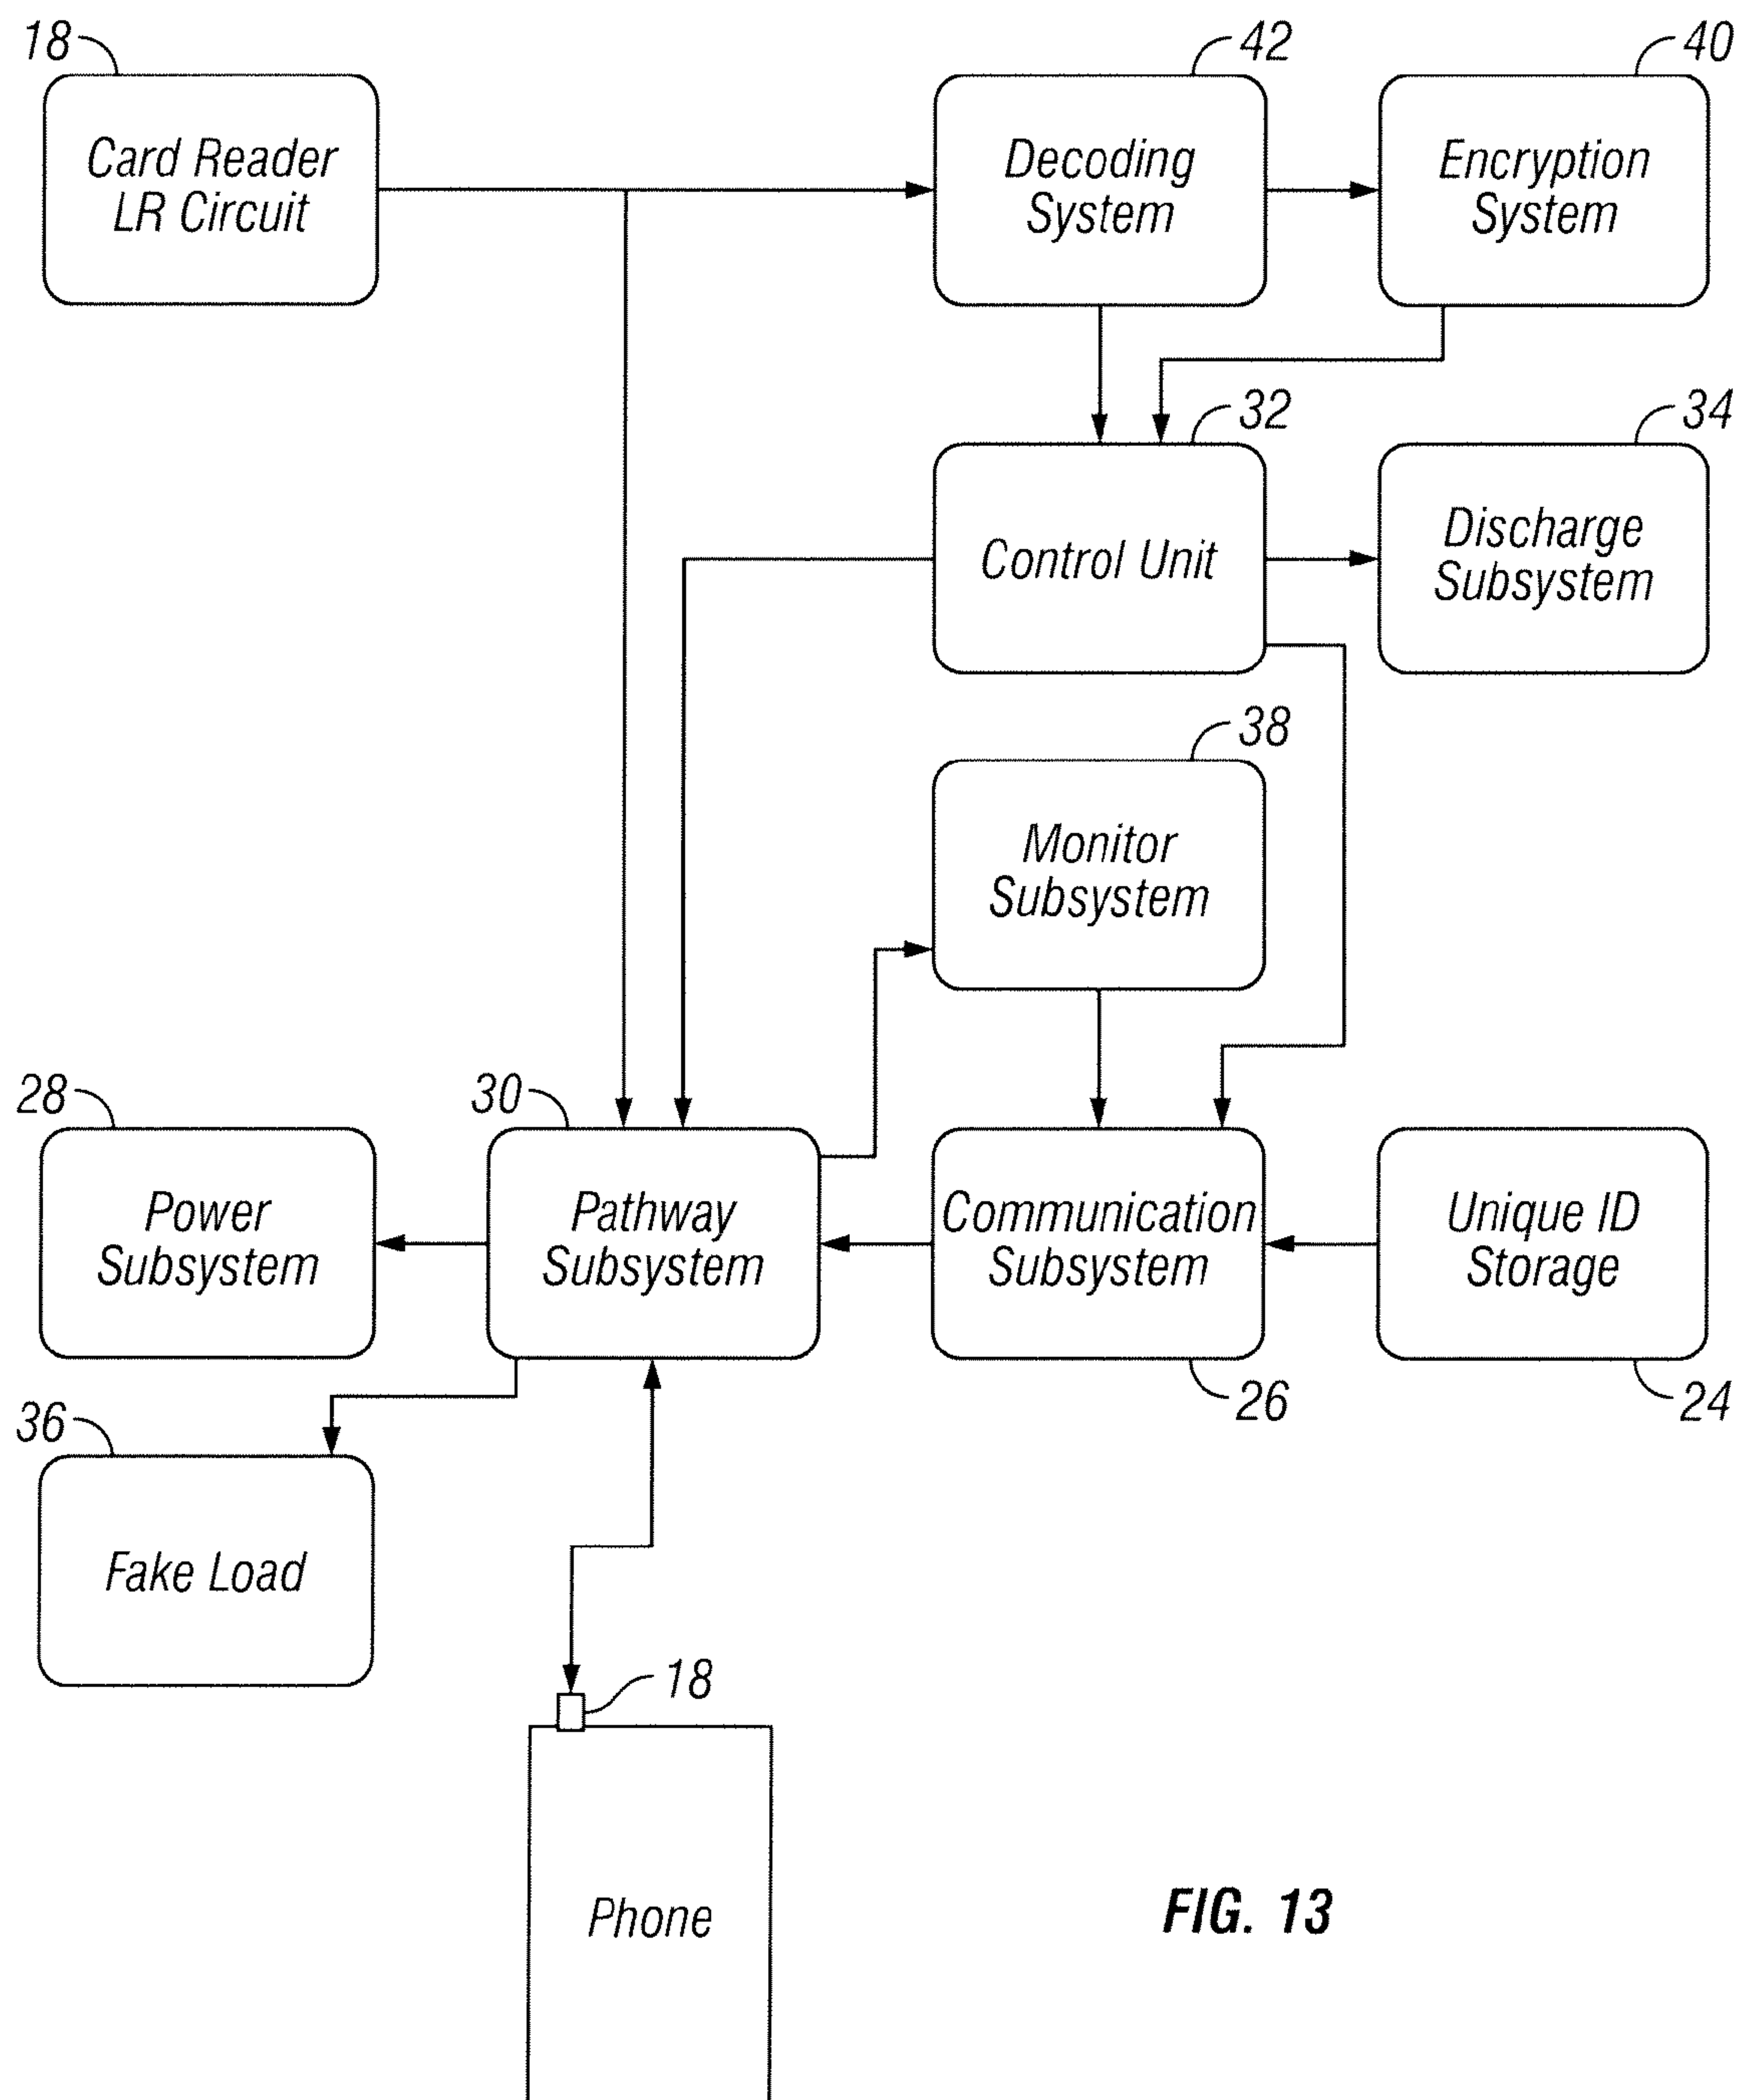 18
42
40
Card Reader
LR Circuit
Decoding
System
Encryption
System
32
34
Control Unit
Discharge
Subsystem
38
Monitor
Subsystem
28
30
Power
Subsystem
Pathway
Subsystem
Communication
Subsystem
Unique ID
Storage
26
24
36
Fake Load
18
Phone
FIG. 13